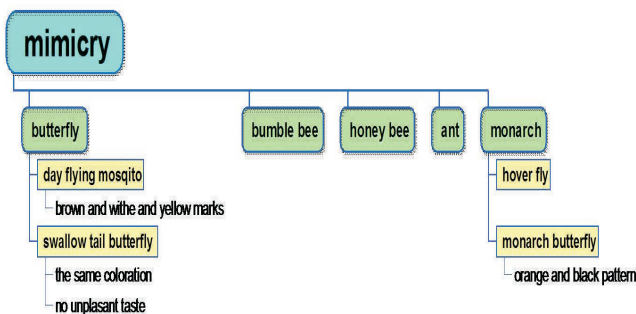 mimicry
butterfly
bumble bee
honey bee
ant
monarch
day flying mosqito
brown and withe and yellow marks
swallow tail butterfly
the same coloration
no unplasant taste
hover fly
monarch butterfly
orange and black pattern